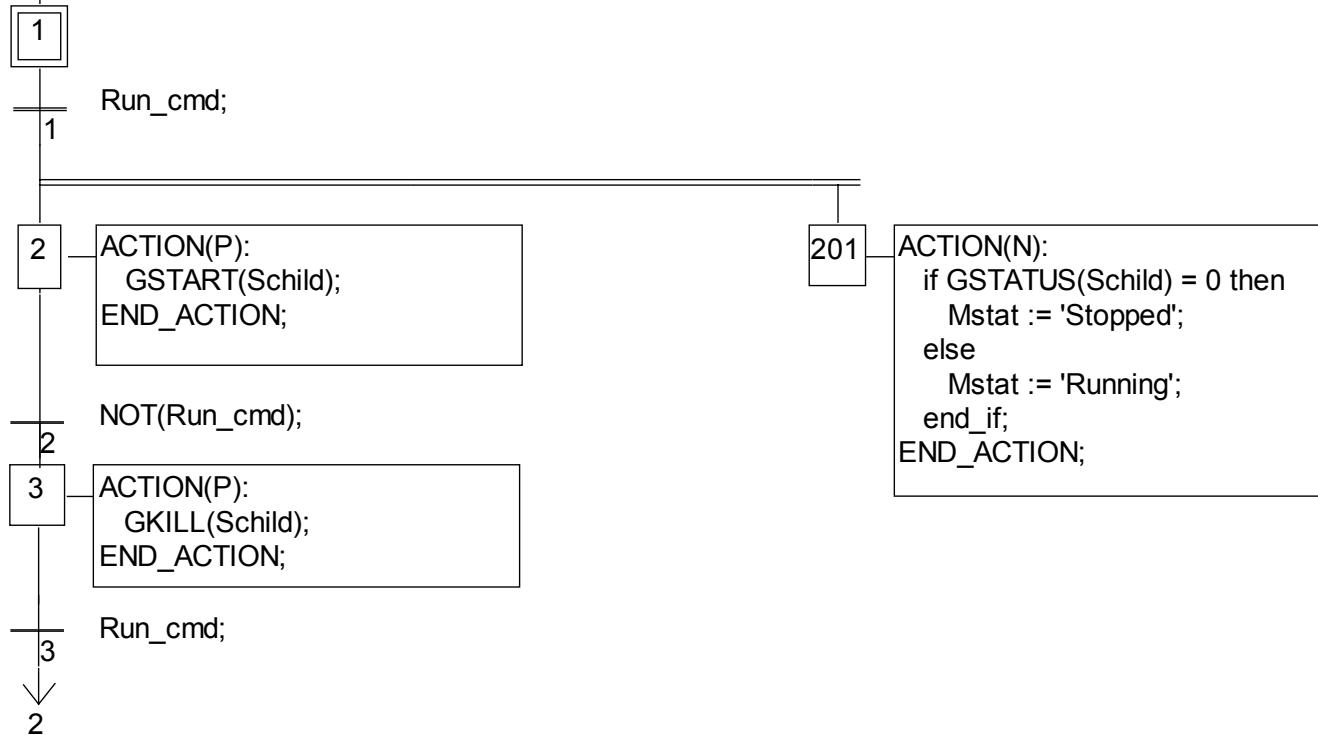 1
Run_cmd;
1
2
ACTION(P):
GSTART(Schild);
END_ACTION;
201
ACTION(N):
if GSTATUS(Schild) = 0 then
Mstat := 'Stopped';
else
Mstat := 'Running';
end_if;
END_ACTION;
NOT(Run_cmd);
2
3
ACTION(P):
GKILL(Schild);
END_ACTION;
Run_cmd;
3
2